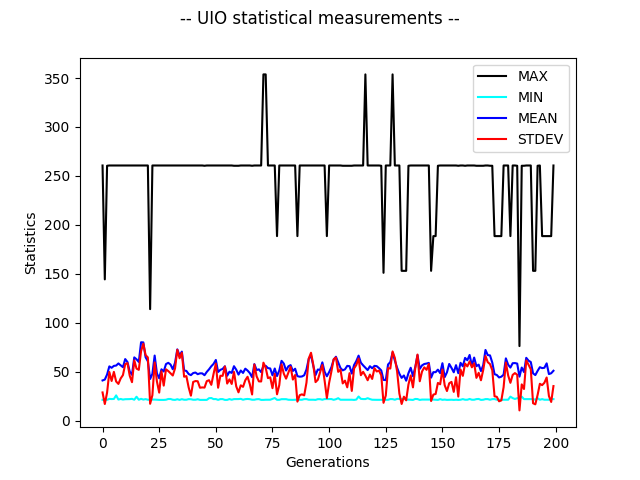 -- UIO statistical measurements --
MAX
MIN
MEAN
STDEV
Statistics
350
300
250
200
150
100
50
0
0 25 50 75 100 125 150 175 200
Generations